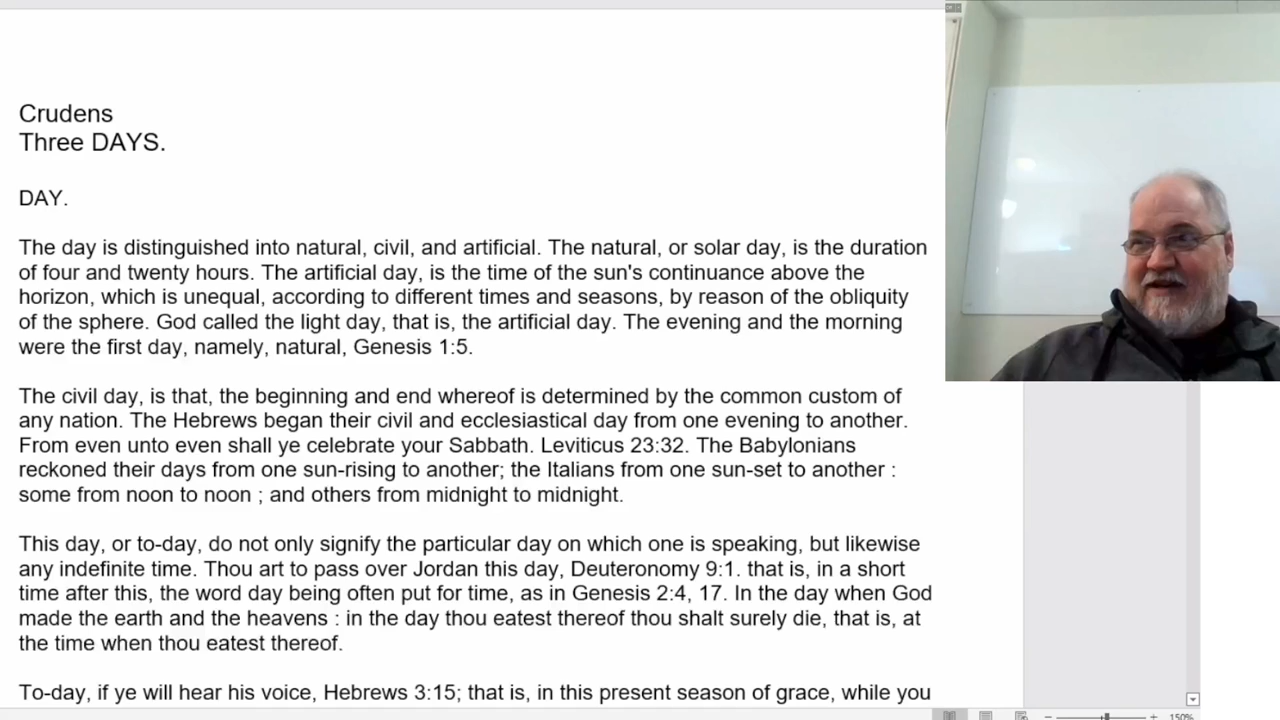 Crudens
Three DAYS.
DAY.
The day is distinguished into natural, civil, and artificial. The natural, or solar day, is the duration
of four and twenty hours. The artificial day, is the time of the sun's continuance above the
horizon, which is unequal, according to different times and seasons, by reason of the obliquity
of the sphere. God called the light day, that is, the artificial day. The evening and the morning
were the first day, namely, natural, Genesis 1:5.
The civil day, is that, the beginning and end whereof is determined by the common custom of
any nation. The Hebrews began their civil and ecclesiastical day from one evening to another.
From even unto even shall ye celebrate your Sabbath. Leviticus 23:32. The Babylonians
reckoned their days from one sun-rising to another; the Italians from one sun-set to another :
some from noon to noon ; and others from midnight to midnight.
This day, or to-day, do not only signify the particular day on which one is speaking, but likewise
any indefinite time. Thou art to pass over Jordan this day, Deuteronomy 9:1. that is, in a short
time after this, the word day being often put for time, as in Genesis 2:4, 17. In the day when God
made the earth and the heavens : in the day thou eatest thereof thou shalt surely die, that is, at
the time when thou eatest thereof.
To-day, if ye will hear his voice, Hebrews 3:15; that is, in this present season of grace, while you
150%